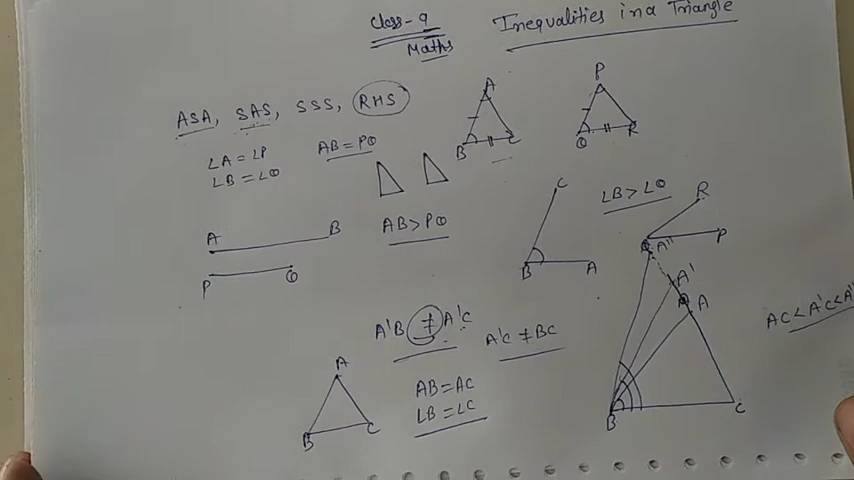 Class-9
Maths
Inequalities in a Triangle
ASA, SAS, SSS, RHS
∠A = ∠P
∠B = ∠Q
AB = PQ
A
B
C
P
Q
R
A
B
P
Q
AB > PQ
C
B
A
∠B > ∠Q
R
Q
P
A'B ≠ A'C
A'C ≠ BC
A
B
C
AB = AC
∠B = ∠C
A''
A'
A
B
C
AC < A'C < A''